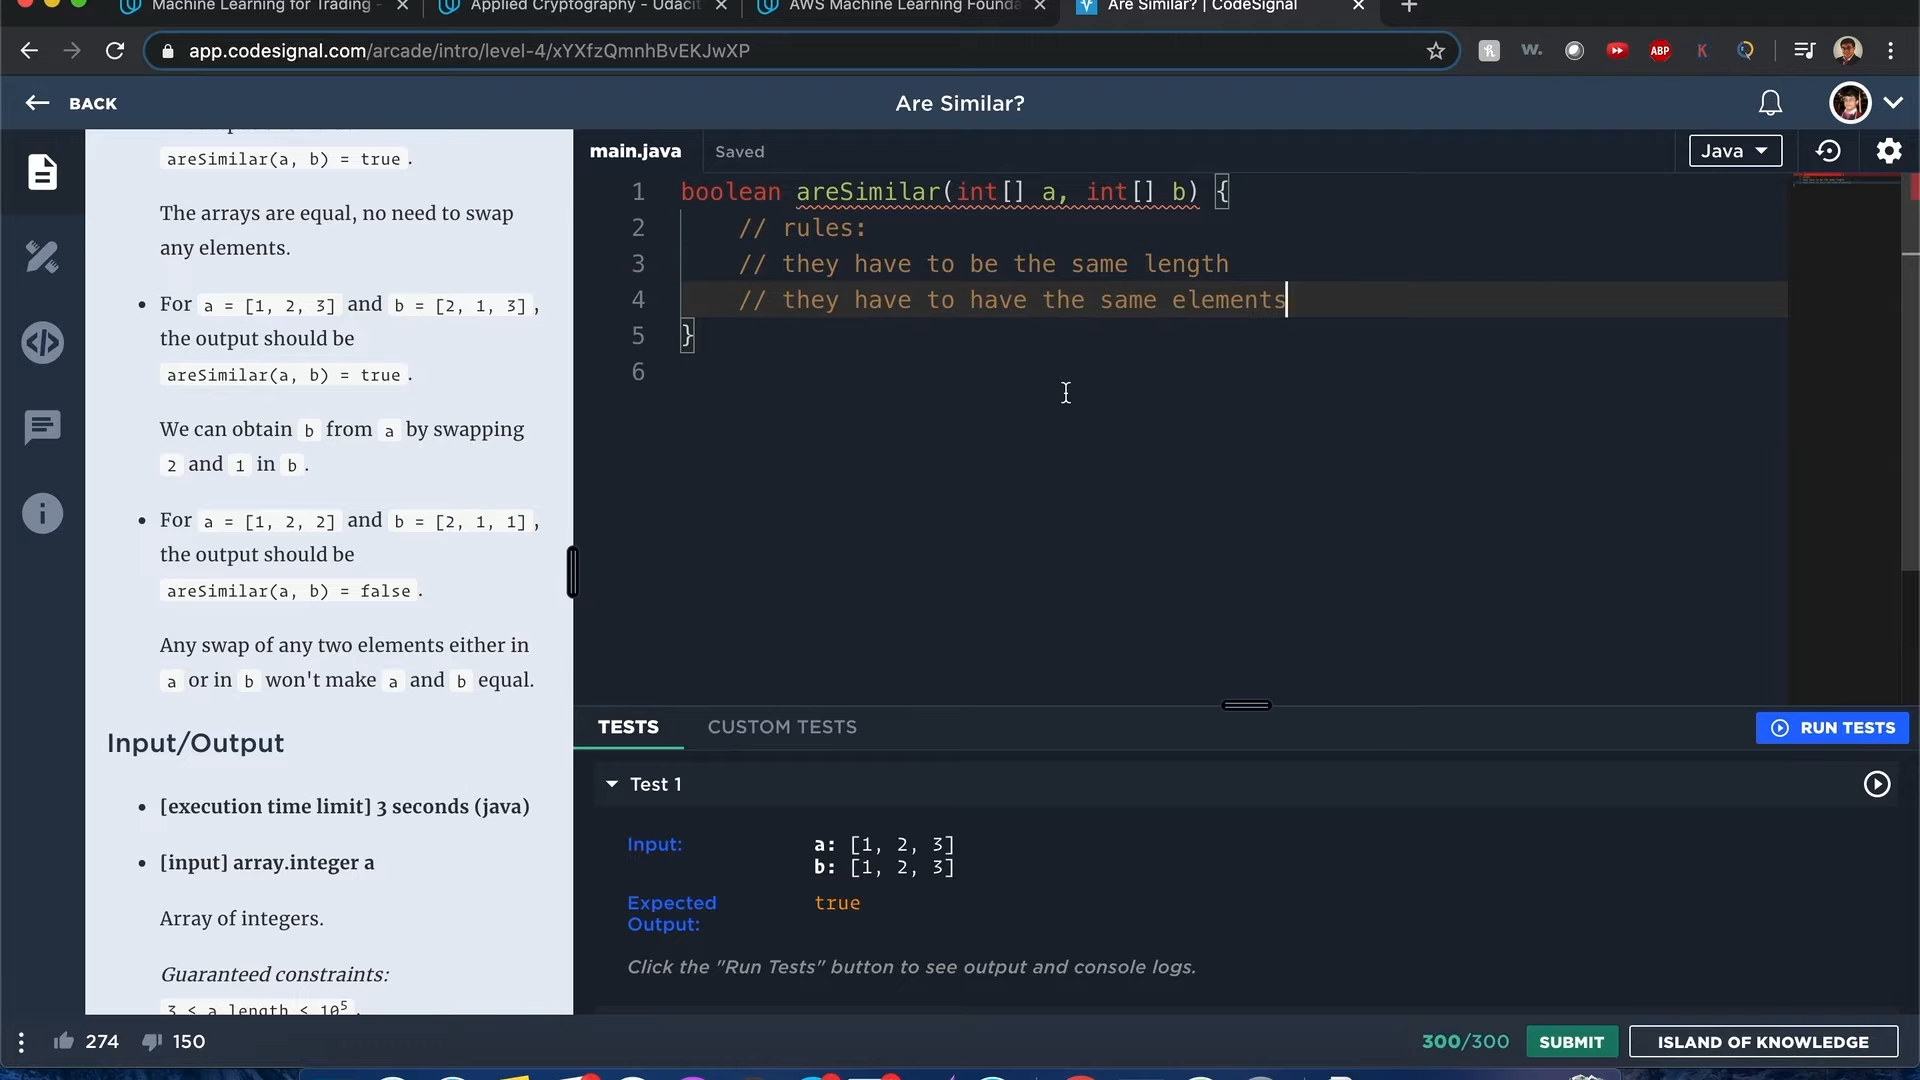 Machine Learning for Trading -
Applied Cryptography - Udacit
AWS Machine Learning Founda
Are Similar? | CodeSignal
app.codesignal.com/arcade/intro/level-4/xYXfzQmnhBvEKJwXP
w.
ABP
K
BACK
Are Similar?
areSimilar(a, b) = true.
The arrays are equal, no need to swap
any elements.
• For a = [1, 2, 3] and b = [2, 1, 3],
the output should be
areSimilar(a, b) = true.
We can obtain b from a by swapping
2 and 1 in b.
• For a = [1, 2, 2] and b = [2, 1, 1],
the output should be
areSimilar(a, b) = false.
Any swap of any two elements either in
a or in b won't make a and b equal.
Input/Output
• [execution time limit] 3 seconds (java)
• [input] array.integer a
Array of integers.
Guaranteed constraints:
3 ≤ a.length ≤ 10⁵.
274
150
main.java
Saved
Java
1 boolean areSimilar(int[] a, int[] b) {
2 // rules:
3 // they have to be the same length
4 // they have to have the same elements
5 }
6
TESTS
CUSTOM TESTS
RUN TESTS
Test 1
Input:
a: [1, 2, 3]
b: [1, 2, 3]
Expected
Output:
true
Click the "Run Tests" button to see output and console logs.
300/300
SUBMIT
ISLAND OF KNOWLEDGE